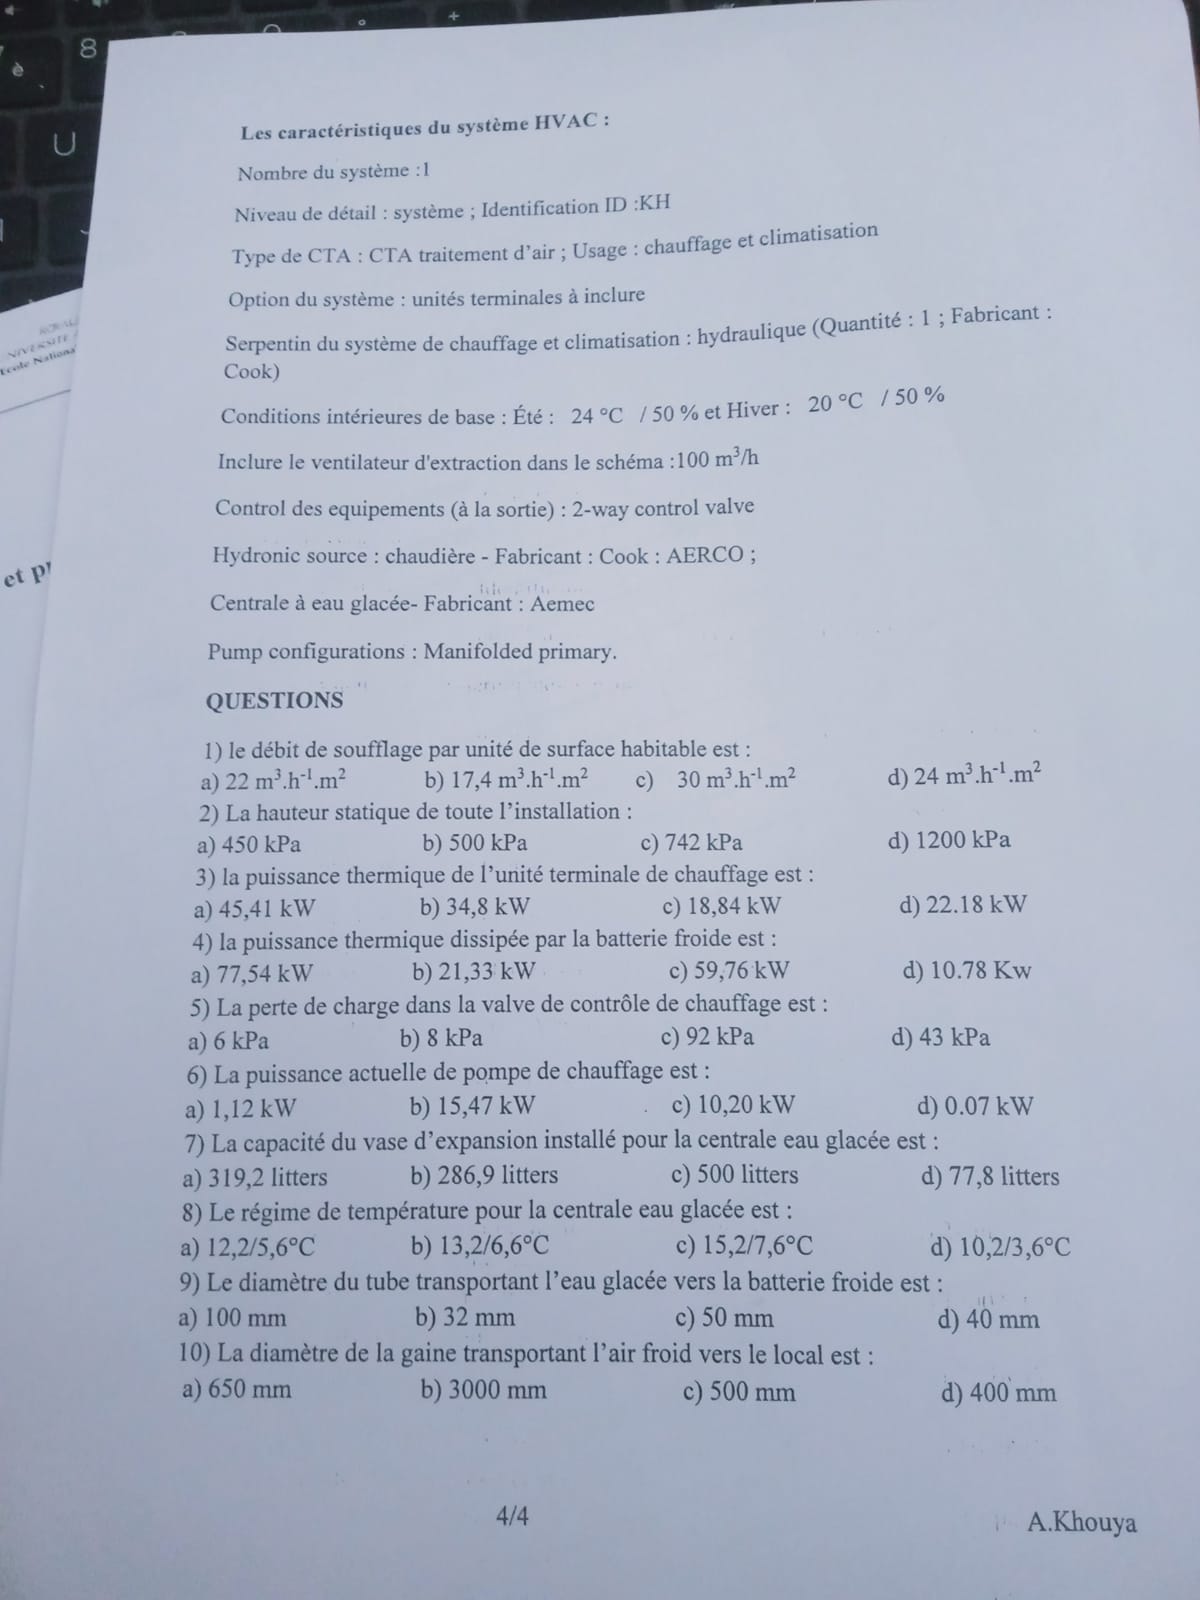 8
è
U
ROYAU
NIVERSITE
Ecole Nationa
et pr
Les caractéristiques du système HVAC :
Nombre du système :1
Niveau de détail : système ; Identification ID :KH
Type de CTA : CTA traitement d'air ; Usage : chauffage et climatisation
Option du système : unités terminales à inclure
Serpentin du système de chauffage et climatisation : hydraulique (Quantité : 1 ; Fabricant :
Cook)
Conditions intérieures de base : Été : 24 °C / 50 % et Hiver : 20 °C / 50 %
Inclure le ventilateur d'extraction dans le schéma :100 m³/h
Control des equipements (à la sortie) : 2-way control valve
Hydronic source : chaudière - Fabricant : Cook : AERCO ;
Centrale à eau glacée- Fabricant : Aemec
Pump configurations : Manifolded primary.
QUESTIONS
1) le débit de soufflage par unité de surface habitable est :
a) 22 m³.h⁻¹.m² b) 17,4 m³.h⁻¹.m² c) 30 m³.h⁻¹.m² d) 24 m³.h⁻¹.m²
2) La hauteur statique de toute l'installation :
a) 450 kPa b) 500 kPa c) 742 kPa d) 1200 kPa
3) la puissance thermique de l'unité terminale de chauffage est :
a) 45,41 kW b) 34,8 kW c) 18,84 kW d) 22.18 kW
4) la puissance thermique dissipée par la batterie froide est :
a) 77,54 kW b) 21,33 kW c) 59,76 kW d) 10.78 Kw
5) La perte de charge dans la valve de contrôle de chauffage est :
a) 6 kPa b) 8 kPa c) 92 kPa d) 43 kPa
6) La puissance actuelle de pompe de chauffage est :
a) 1,12 kW b) 15,47 kW c) 10,20 kW d) 0.07 kW
7) La capacité du vase d'expansion installé pour la centrale eau glacée est :
a) 319,2 litters b) 286,9 litters c) 500 litters d) 77,8 litters
8) Le régime de température pour la centrale eau glacée est :
a) 12,2/5,6°C b) 13,2/6,6°C c) 15,2/7,6°C d) 10,2/3,6°C
9) Le diamètre du tube transportant l'eau glacée vers la batterie froide est :
a) 100 mm b) 32 mm c) 50 mm d) 40 mm
10) La diamètre de la gaine transportant l'air froid vers le local est :
a) 650 mm b) 3000 mm c) 500 mm d) 400 mm
4/4
A.Khouya